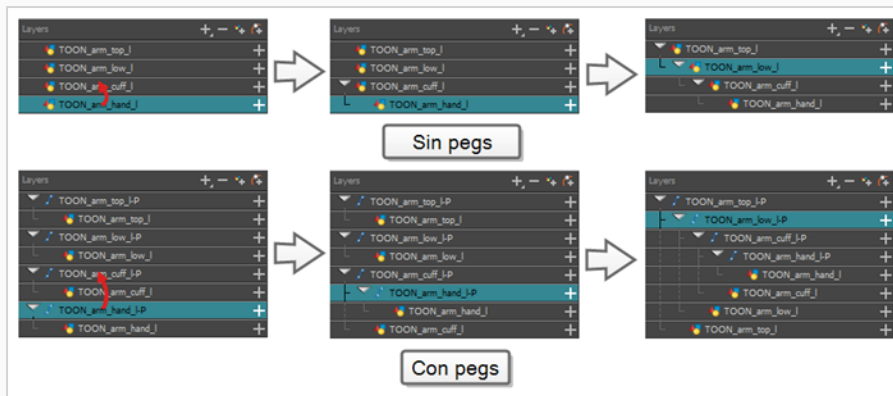 Layers
TOON_arm_top_l
TOON_arm_low_l
TOON_arm_cuff_l
TOON_arm_hand_l
Layers
TOON_arm_top_l
TOON_arm_low_l
TOON_arm_cuff_l
TOON_arm_hand_l
Layers
TOON_arm_top_l
TOON_arm_low_l
TOON_arm_cuff_l
TOON_arm_hand_l
Sin pegs
Layers
TOON_arm_top_l-P
TOON_arm_top_l
TOON_arm_low_l-P
TOON_arm_low_l
TOON_arm_cuff_l-P
TOON_arm_cuff_l
TOON_arm_hand_l-P
TOON_arm_hand_l
Layers
TOON_arm_top_l-P
TOON_arm_top_l
TOON_arm_low_l-P
TOON_arm_low_l
TOON_arm_cuff_l-P
TOON_arm_hand_l-P
TOON_arm_hand_l
TOON_arm_cuff_l
Layers
TOON_arm_top_l-P
TOON_arm_low_l-P
TOON_arm_cuff_l-P
TOON_arm_hand_l-P
TOON_arm_hand_l
TOON_arm_cuff_l
TOON_arm_low_l
TOON_arm_top_l
Con pegs